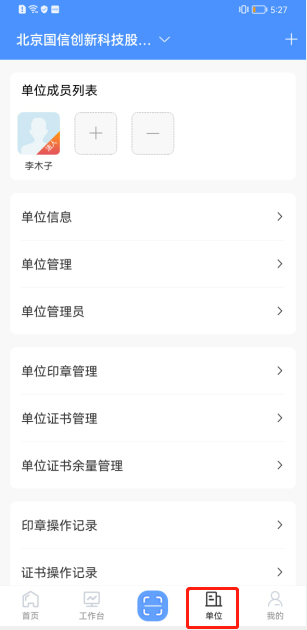 5:27
北京国信创新科技股...
单位成员列表
法人
李木子
单位信息
单位管理
单位管理员
单位印章管理
单位证书管理
单位证书余量管理
印章操作记录
证书操作记录
首页 工作台 单位 我的